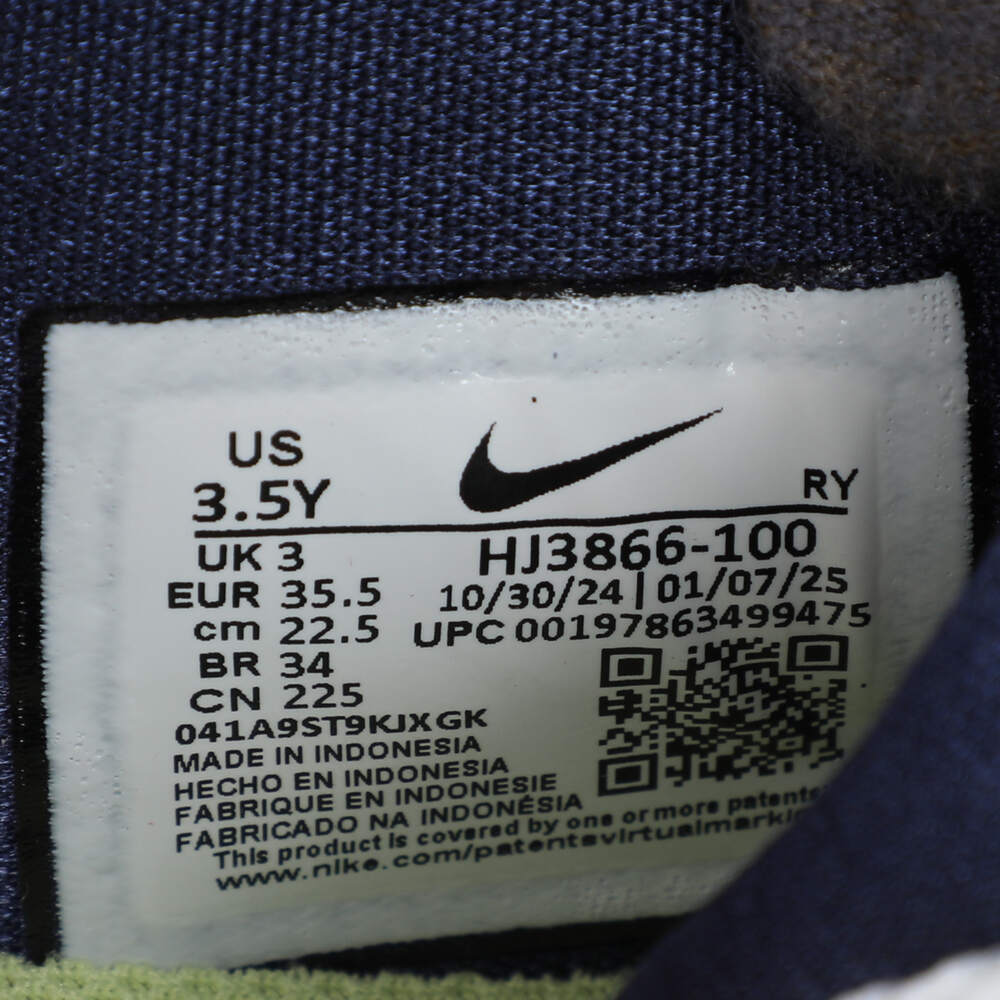 US
3.5Y
RY
UK 3
EUR 35.5
cm 22.5
BR 34
CN 225
HJ3866-100
10/30/24 | 01/07/25
UPC 00197863499475
041A9ST9KJXGK
MADE IN INDONESIA
HECHO EN INDONESIA
FABRIQUE EN INDONESIE
FABRICADO NA INDONÉSIA
This product is covered by one or more patents
www.nike.com/patentsvirtualmarki